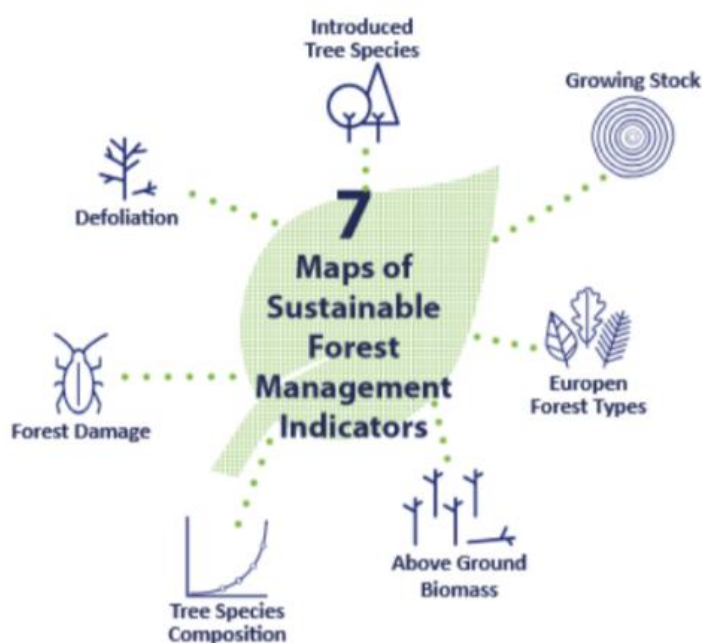 Introduced
Tree Species
Growing Stock
Defoliation
7
Maps of
Sustainable
Forest
Management
Indicators
Europen
Forest Types
Forest Damage
Above Ground
Biomass
Tree Species
Composition